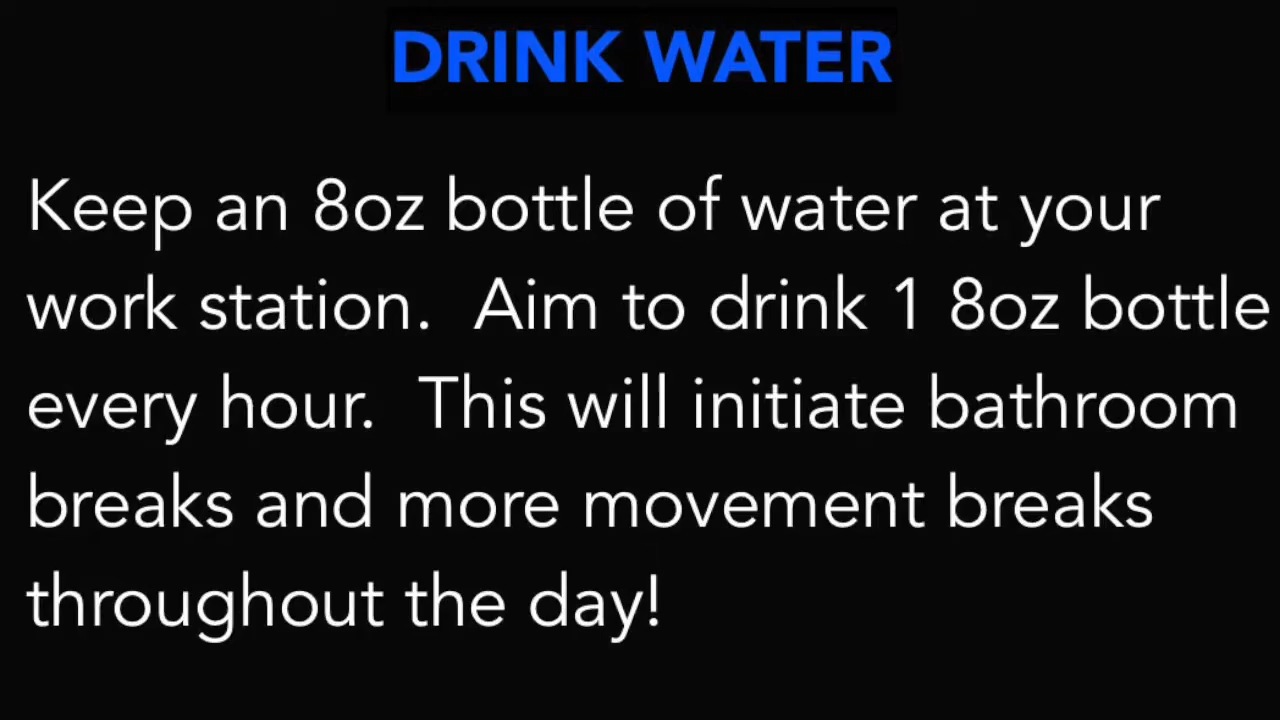 DRINK WATER
Keep an 8oz bottle of water at your
work station.  Aim to drink 1 8oz bottle
every hour.  This will initiate bathroom
breaks and more movement breaks
throughout the day!